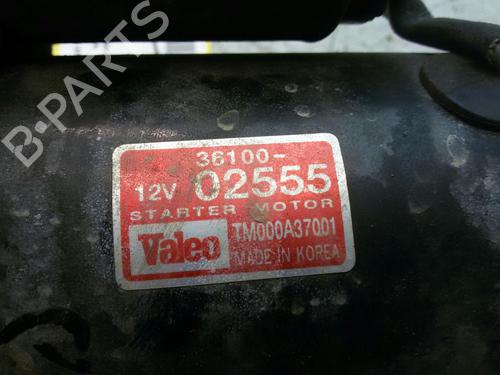 B-PARTS
36100-
12V 02555
STARTER MOTOR
Valeo TM000A37001
MADE IN KOREA